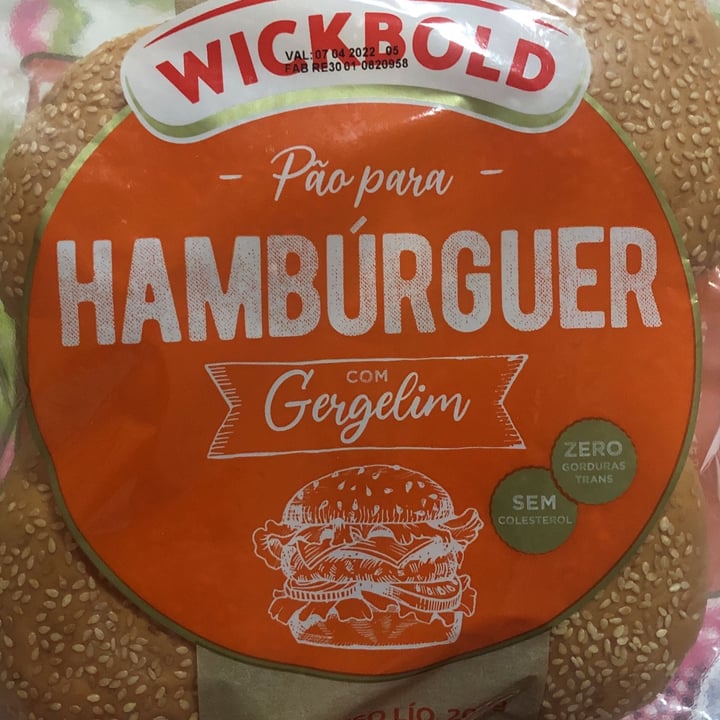 WICKBOLD
VAL: 07 04 2022 05
FAB RE30 01 0620958
- Pão para -
HAMBÚRGUER
COM
Gergelim
ZERO
GORDURAS
TRANS
SEM
COLESTEROL